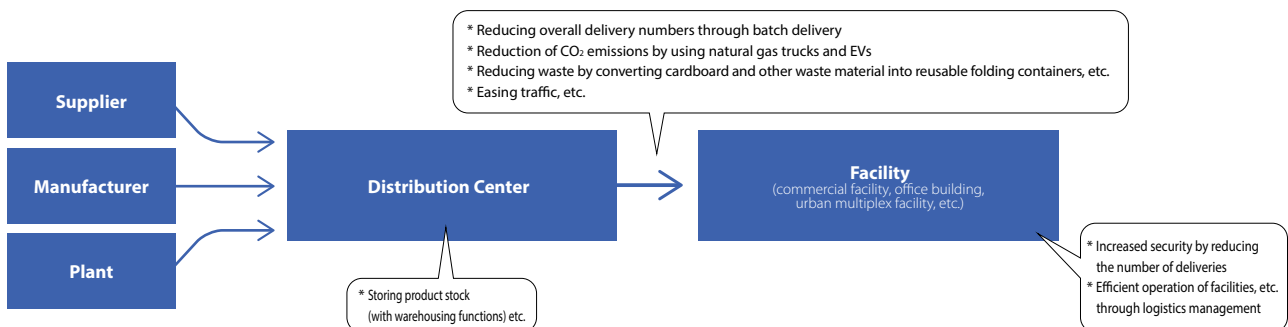 * Reducing overall delivery numbers through batch delivery
* Reduction of CO₂ emissions by using natural gas trucks and EVs
* Reducing waste by converting cardboard and other waste material into reusable folding containers, etc.
* Easing traffic, etc.
Supplier
Manufacturer
Plant
Distribution Center
Facility
(commercial facility, office building,
urban multiplex facility, etc.)
* Storing product stock
(with warehousing functions) etc.
* Increased security by reducing
the number of deliveries
* Efficient operation of facilities, etc.
through logistics management